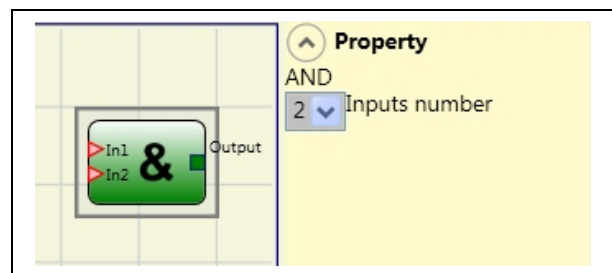 Property
AND
2 Inputs number
In1 & Output
In2